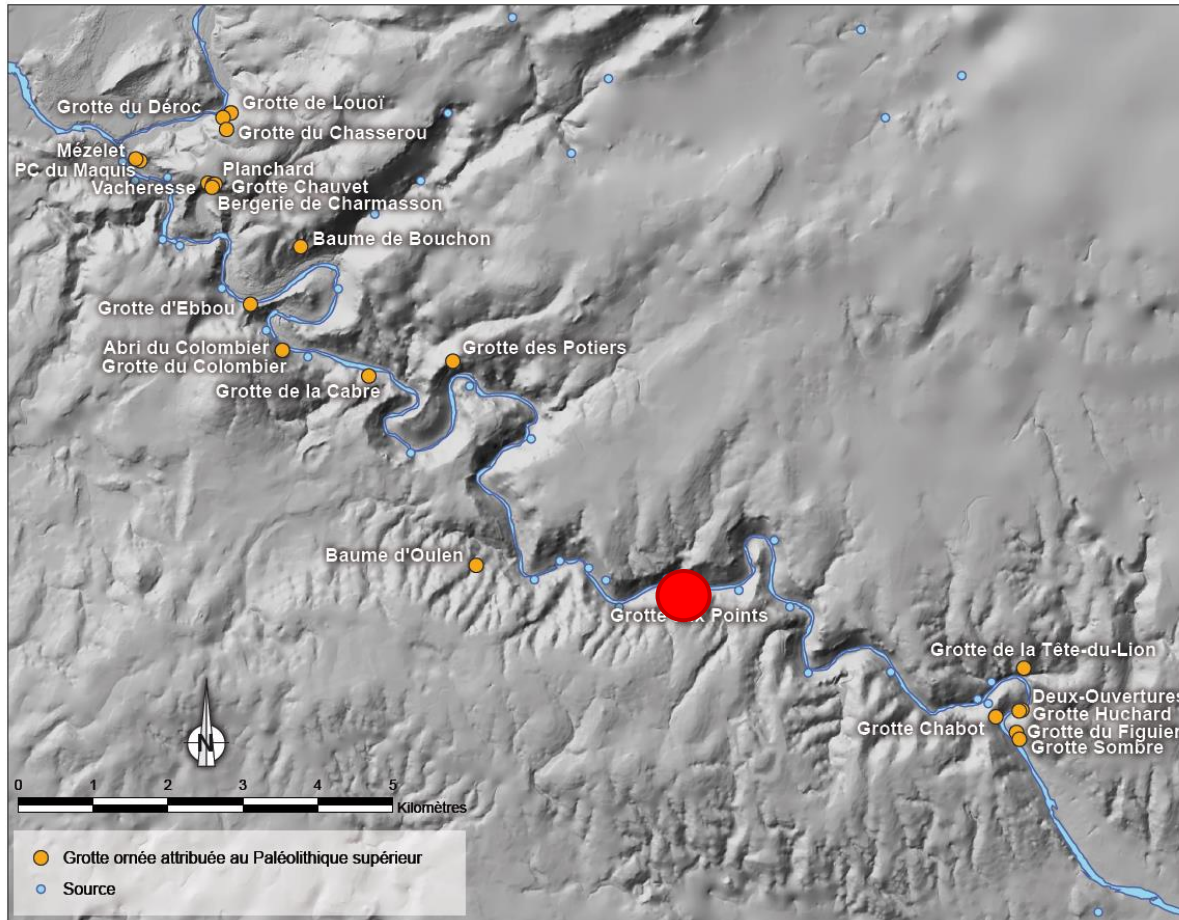 Grotte du Déroc
Grotte de Louoï
Grotte du Chasserou
Mézelet
PC du Maquis
Vacheresse
Planchard
Grotte Chauvet
Bergerie de Charmasson
Baume de Bouchon
Grotte d'Ebbou
Abri du Colombier
Grotte du Colombier
Grotte des Potiers
Grotte de la Cabre
Baume d'Oulen
Grotte Points
Grotte de la Tête-du-Lion
Deux-Ouvertures
Grotte Huchard
Grotte Chabot
Grotte du Figuier
Grotte Sombre
N
0 1 2 3 4 5
Kilomètres
Grotte ornée attribuée au Paléolithique supérieur
Source